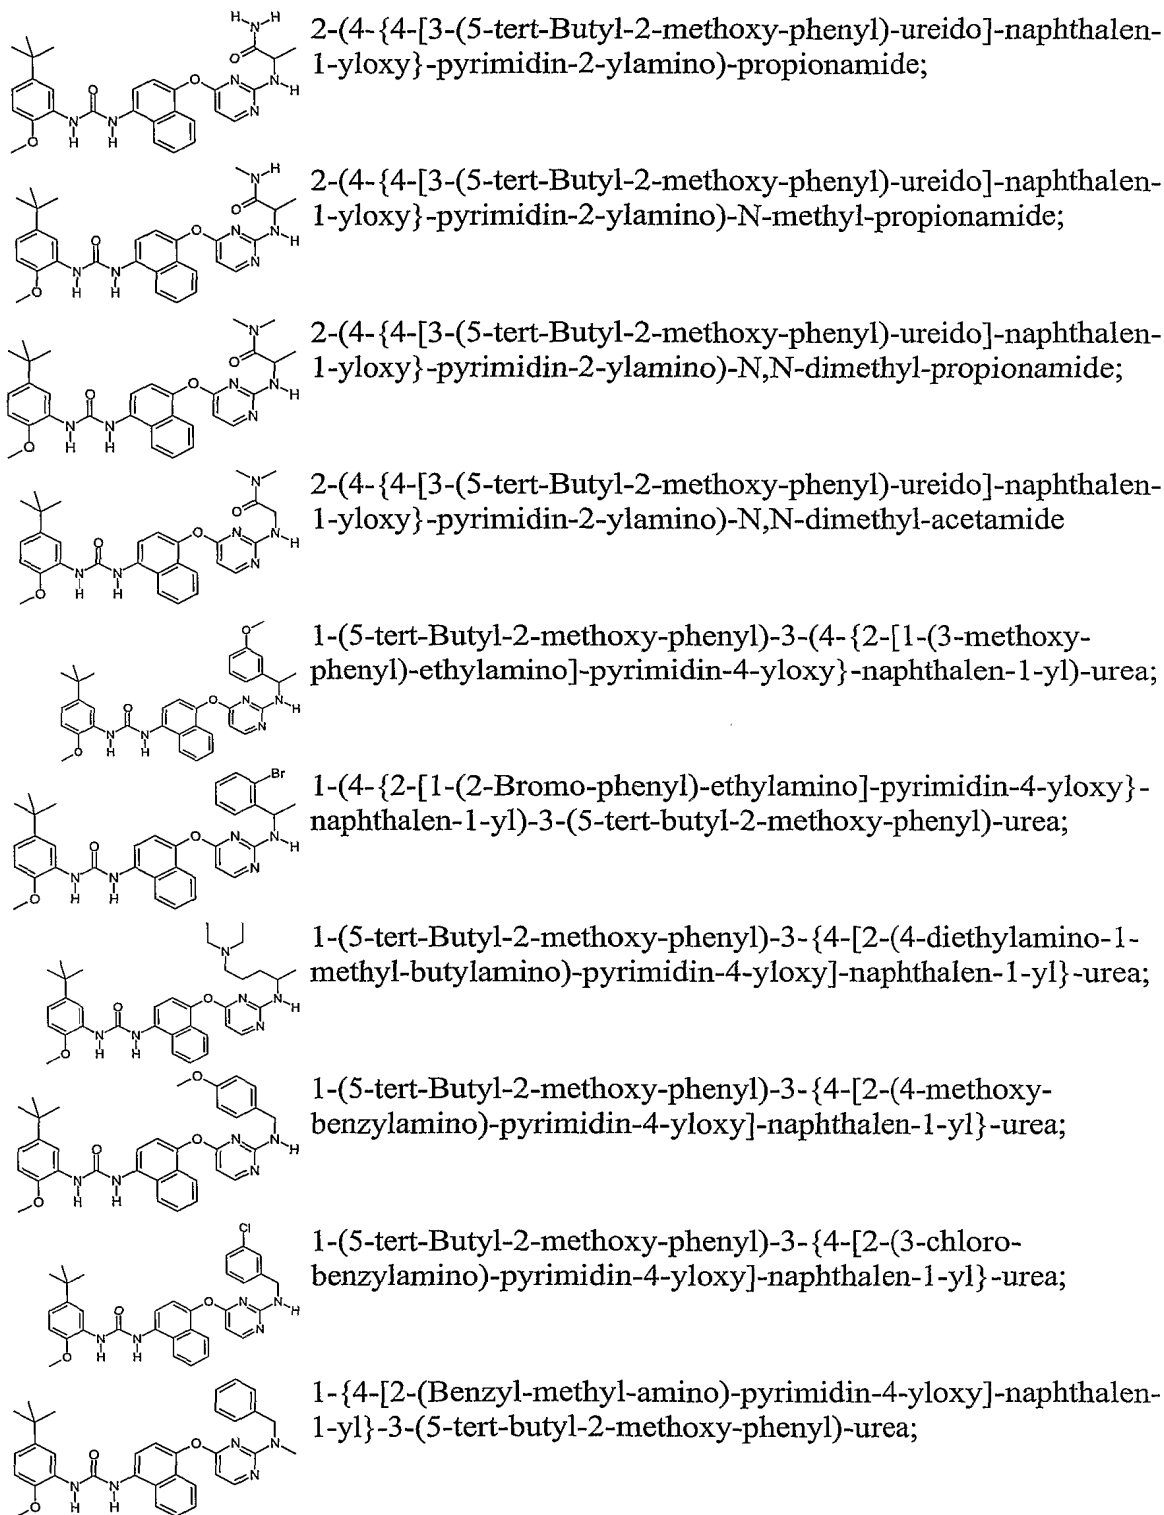 2-(4-{4-[3-(5-tert-Butyl-2-methoxy-phenyl)-ureido]-naphthalen-
1-yloxy}-pyrimidin-2-ylamino)-propionamide;
2-(4-{4-[3-(5-tert-Butyl-2-methoxy-phenyl)-ureido]-naphthalen-
1-yloxy}-pyrimidin-2-ylamino)-N-methyl-propionamide;
2-(4-{4-[3-(5-tert-Butyl-2-methoxy-phenyl)-ureido]-naphthalen-
1-yloxy}-pyrimidin-2-ylamino)-N,N-dimethyl-propionamide;
2-(4-{4-[3-(5-tert-Butyl-2-methoxy-phenyl)-ureido]-naphthalen-
1-yloxy}-pyrimidin-2-ylamino)-N,N-dimethyl-acetamide
1-(5-tert-Butyl-2-methoxy-phenyl)-3-(4-{2-[1-(3-methoxy-
phenyl)-ethylamino]-pyrimidin-4-yloxy}-naphthalen-1-yl)-urea;
1-(4-{2-[1-(2-Bromo-phenyl)-ethylamino]-pyrimidin-4-yloxy}-
naphthalen-1-yl)-3-(5-tert-butyl-2-methoxy-phenyl)-urea;
1-(5-tert-Butyl-2-methoxy-phenyl)-3-{4-[2-(4-diethylamino-1-
methyl-butylamino)-pyrimidin-4-yloxy]-naphthalen-1-yl}-urea;
1-(5-tert-Butyl-2-methoxy-phenyl)-3-{4-[2-(4-methoxy-
benzylamino)-pyrimidin-4-yloxy]-naphthalen-1-yl}-urea;
1-(5-tert-Butyl-2-methoxy-phenyl)-3-{4-[2-(3-chloro-
benzylamino)-pyrimidin-4-yloxy]-naphthalen-1-yl}-urea;
1-{4-[2-(Benzyl-methyl-amino)-pyrimidin-4-yloxy]-naphthalen-
1-yl}-3-(5-tert-butyl-2-methoxy-phenyl)-urea;